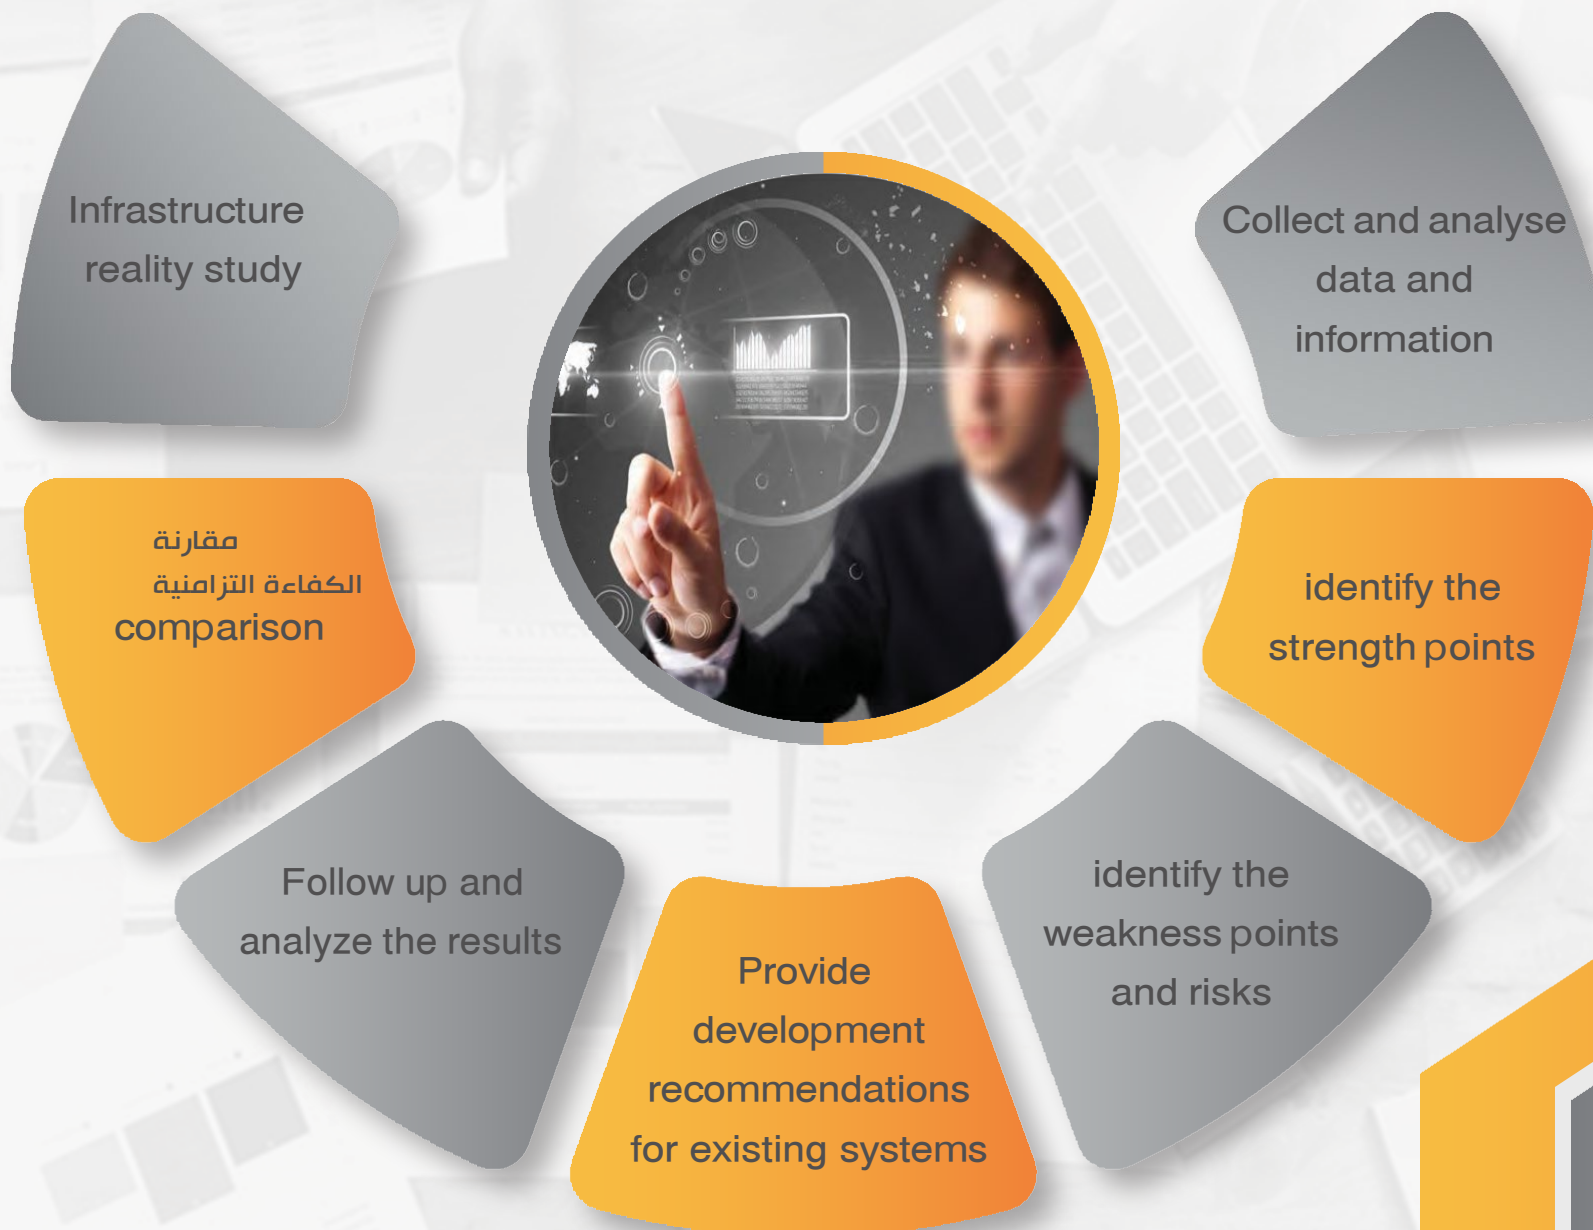 Infrastructure
reality study
Collect and analyse
data and
information
مقارنة
الكفاءة التزامنية
comparison
identify the
strength points
Follow up and
analyze the results
identify the
weakness points
and risks
Provide
development
recommendations
for existing systems